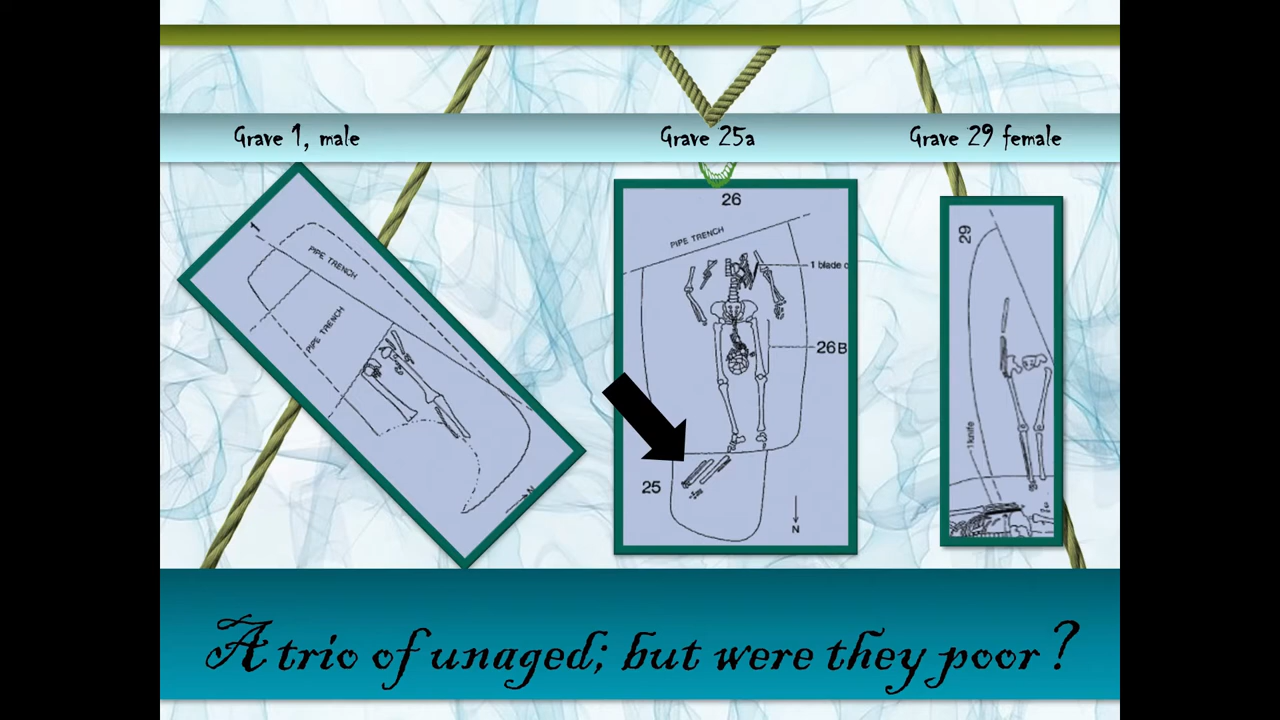 Grave 1, male
Grave 25a
Grave 29 female
1
PIPE TRENCH
PIPE TRENCH
N
26
PIPE TRENCH
1 blade
26B
25
N
29
1 knife
A trio of unaged; but were they poor?